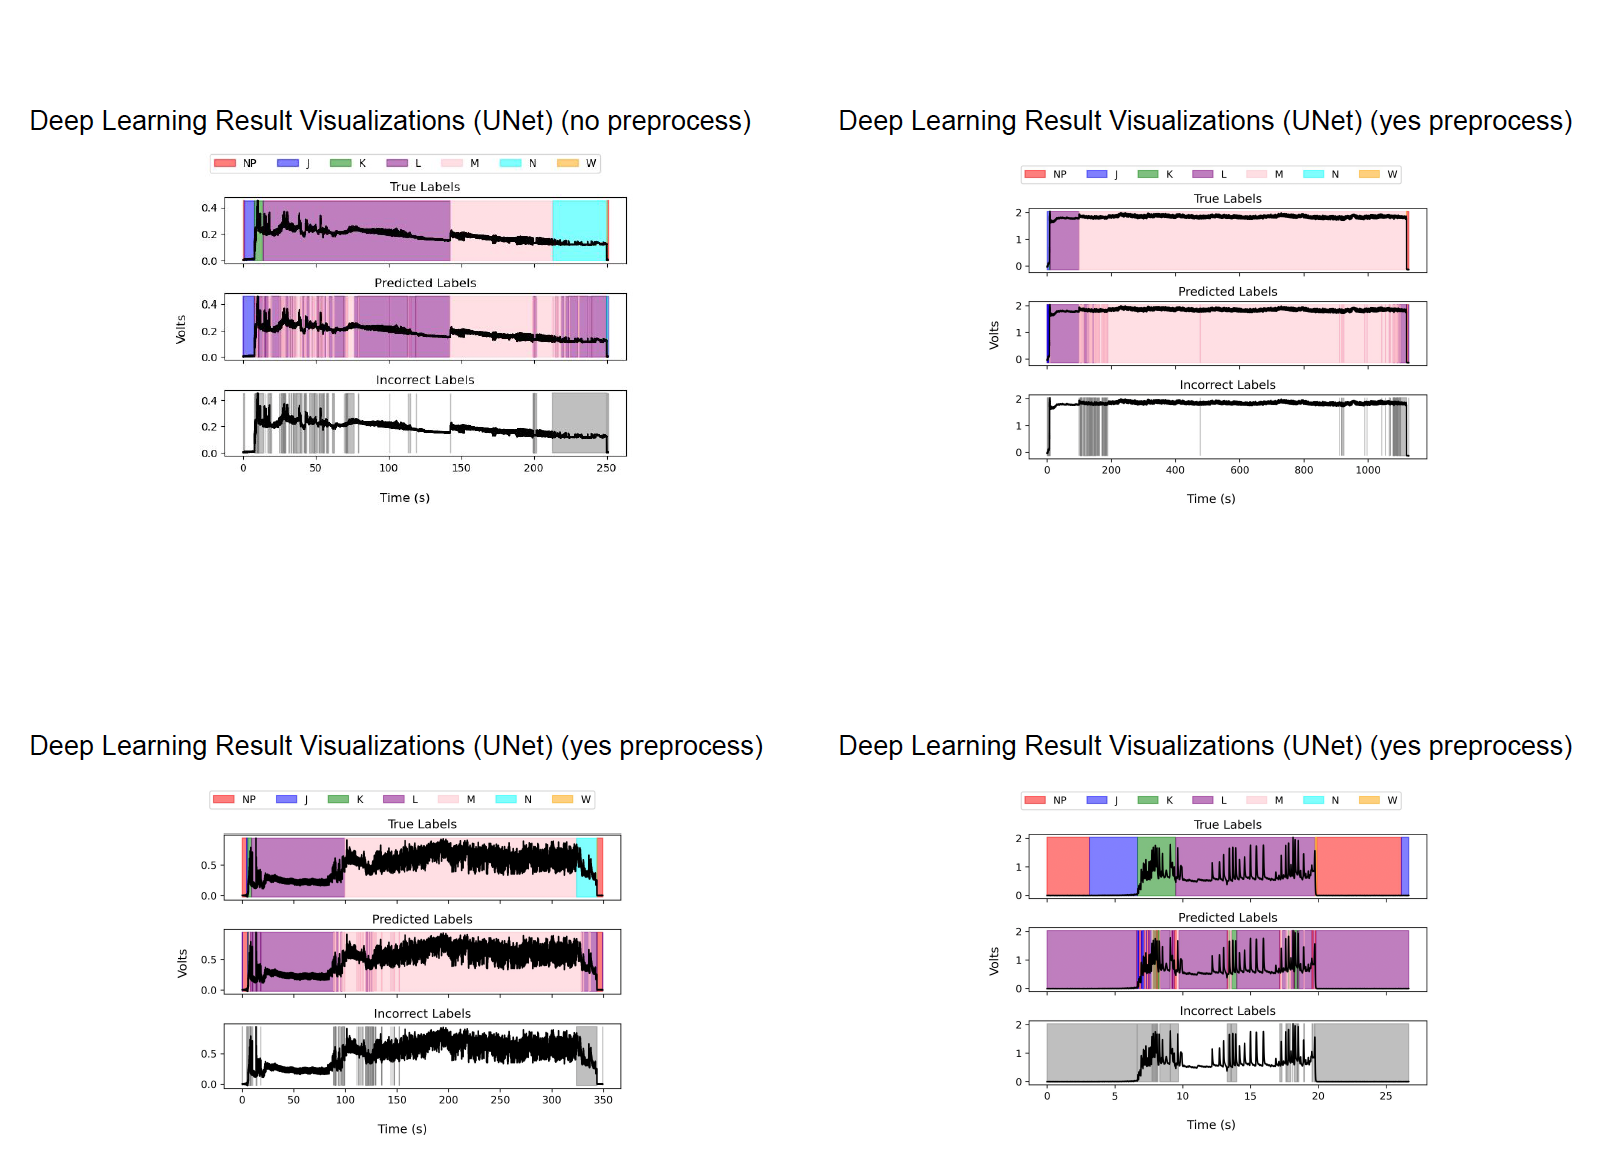 Deep Learning Result Visualizations (UNet) (no preprocess)
NP J K L M N W
True Labels
0.4
0.2
0.0
Predicted Labels
0.4
0.2
0.0
Volts
Incorrect Labels
0.4
0.2
0.0
0 50 100 150 200 250
Time (s)
Deep Learning Result Visualizations (UNet) (yes preprocess)
NP J K L M N W
True Labels
2
1
0
Predicted Labels
2
1
0
Volts
Incorrect Labels
2
1
0
0 200 400 600 800 1000
Time (s)
Deep Learning Result Visualizations (UNet) (yes preprocess)
NP J K L M N W
True Labels
0.5
0.0
Predicted Labels
0.5
0.0
Volts
Incorrect Labels
0.5
0.0
0 50 100 150 200 250 300 350
Time (s)
Deep Learning Result Visualizations (UNet) (yes preprocess)
NP J K L M N W
True Labels
2
1
0
Predicted Labels
2
1
0
Volts
Incorrect Labels
2
1
0
0 5 10 15 20 25
Time (s)